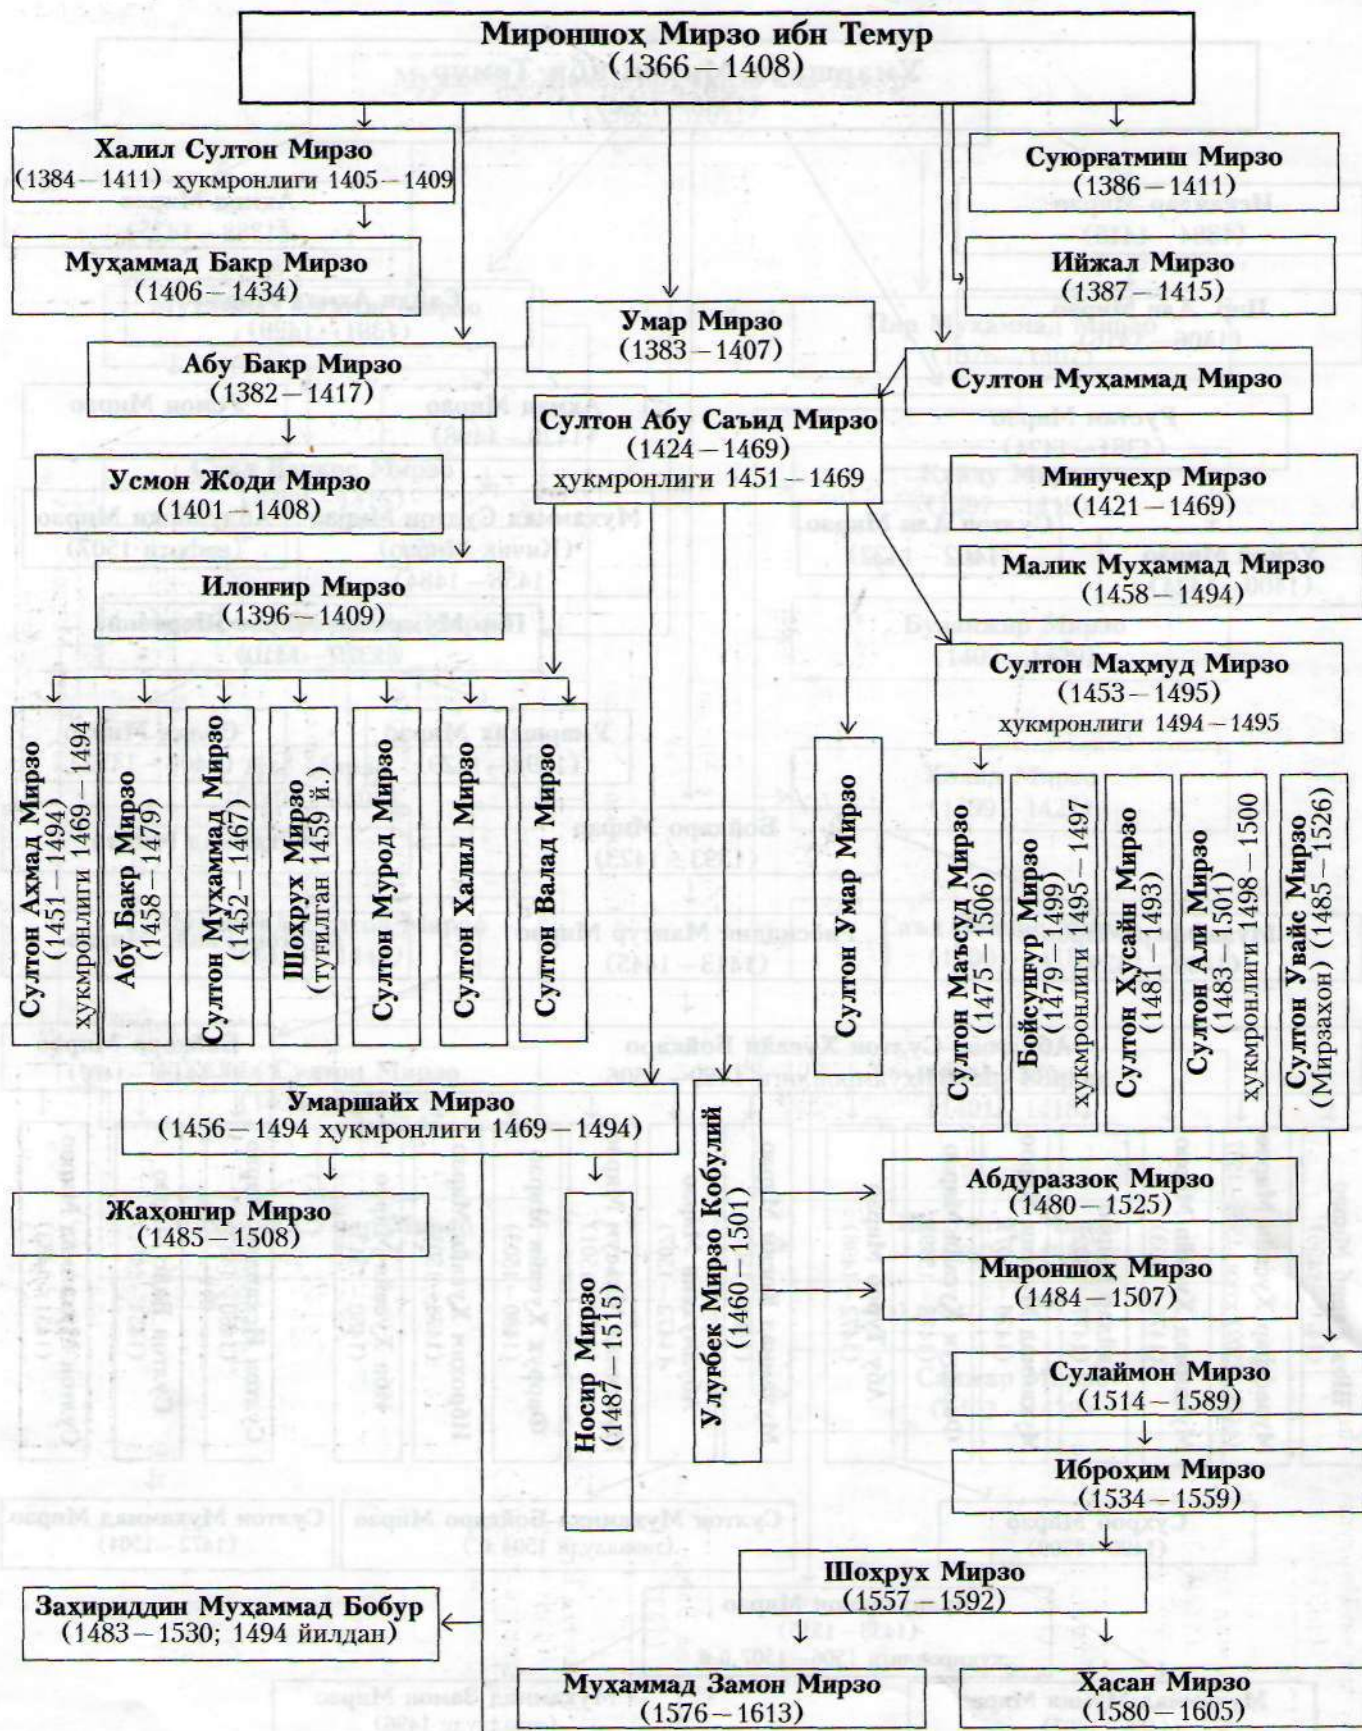 Мироншоҳ Мирзо ибн Темур
(1366–1408)
Халил Султон Мирзо
(1384–1411) ҳукмронлиги 1405–1409
Суюрғатмиш Мирзо
(1386–1411)
Муҳаммад Бакр Мирзо
(1406–1434)
Ийжал Мирзо
(1387–1415)
Умар Мирзо
(1383–1407)
Абу Бакр Мирзо
(1382–1417)
Султон Муҳаммад Мирзо
Султон Абу Саъид Мирзо
(1424–1469)
ҳукмронлиги 1451–1469
Усмон Жоди Мирзо
(1401–1408)
Минучеҳр Мирзо
(1421–1469)
Илонғир Мирзо
(1396–1409)
Малик Муҳаммад Мирзо
(1458–1494)
Султон Маҳмуд Мирзо
(1453–1495)
ҳукмронлиги 1494–1495
Султон Аҳмад Мирзо
(1451–1494)
ҳукмронлиги 1469–1494
Абу Бакр Мирзо
(1458–1479)
Султон Муҳаммад Мирзо
(1452–1467)
Шоҳрух Мирзо
(туғилган 1459 й.)
Султон Мурод Мирзо
Султон Халил Мирзо
Султон Валад Мирзо
Султон Умар Мирзо
Султон Маъсуд Мирзо
(1475–1506)
Бойсунғур Мирзо
(1479–1499)
ҳукмронлиги 1495–1497
Султон Ҳусайн Мирзо
(1481–1493)
Султон Али Мирзо
(1483–1501)
ҳукмронлиги 1498–1500
Султон Увайс Мирзо
(Мирзахон) (1485–1526)
Умаршайх Мирзо
(1456–1494 ҳукмронлиги 1469–1494)
Жаҳонгир Мирзо
(1485–1508)
Носир Мирзо
(1487–1515)
Улуғбек Мирзо Кобулий
(1460–1501)
Абдураззоқ Мирзо
(1480–1525)
Мироншоҳ Мирзо
(1484–1507)
Сулаймон Мирзо
(1514–1589)
Иброҳим Мирзо
(1534–1559)
Шоҳрух Мирзо
(1557–1592)
Заҳириддин Муҳаммад Бобур
(1483–1530; 1494 йилдан)
Муҳаммад Замон Мирзо
(1576–1613)
Ҳасан Мирзо
(1580–1605)